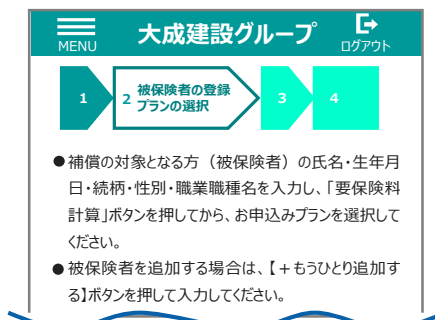 MENU
大成建設グループ
ログアウト
1
2 被保険者の登録
プランの選択
3
4
●補償の対象となる方（被保険者）の氏名・生年月
日・続柄・性別・職業職種名を入力し、「要保険料
計算」ボタンを押してから、お申込みプランを選択して
ください。
●被保険者を追加する場合は、【＋もうひとり追加す
る】ボタンを押して入力してください。